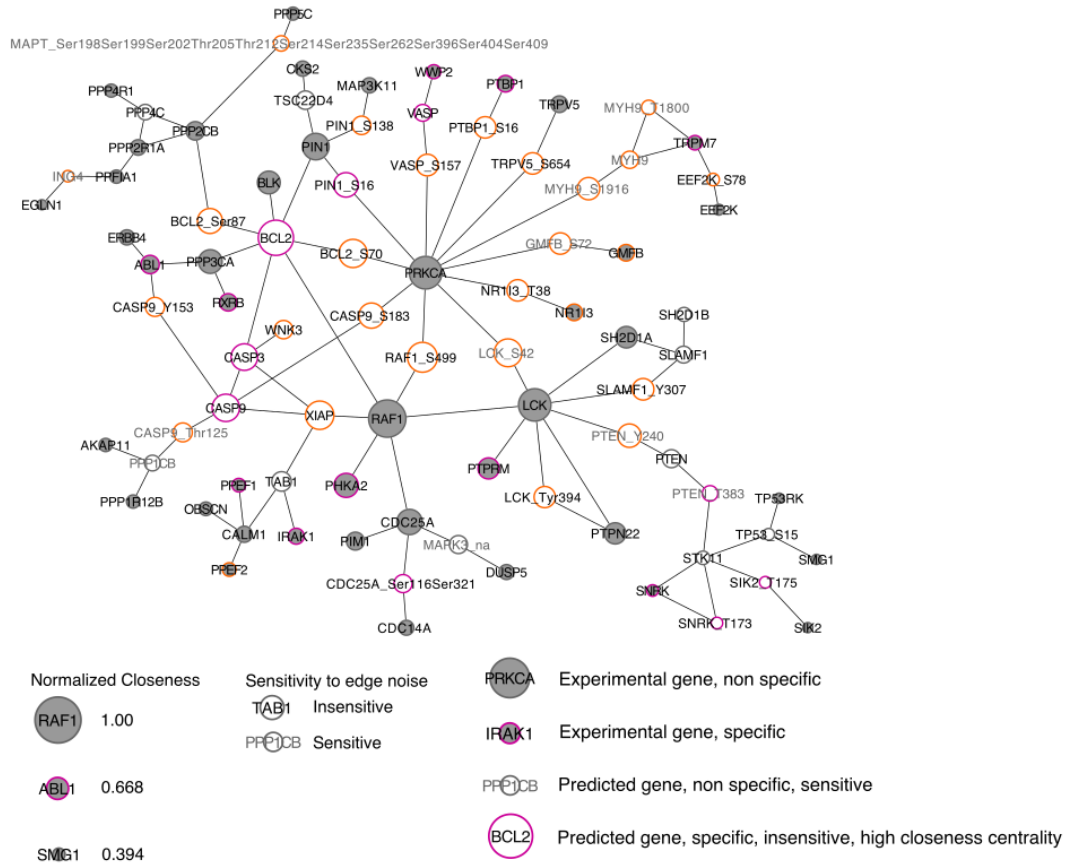 PPP5C
MAPT_Ser198Ser199Ser202Thr205Thr212Ser214Ser235Ser262Ser396Ser404Ser409
CKS2
WWP2
MAP3K11
PTBP1
PPP4R1
TSC22D4
TRPV5
MYH9_T1800
PPP4C
VASP
PPP2CB
PIN1_S138
PTBP1_S16
PPP2R1A
PIN1
TRPM7
VASP_S157
TRPV5_S654
MYH9
ING4
PPFIA1
EEF2K_S78
BLK
PIN1_S16
MYH9_S1916
EGLN1
EEF2K
BCL2_Ser87
ERBB4
BCL2
GMFB_S72
BCL2_S70
GMFB
ABL1
PPP3CA
PRKCA
NR1I3_T38
RXRB
CASP9_Y153
CASP9_S183
NR1I3
SH2D1B
WNK3
SH2D1A
CASP3
RAF1_S499
LCK_S42
SLAMF1
SLAMF1_Y307
CASP9
XIAP
RAF1
LCK
CASP9_Thr125
PTEN_Y240
AKAP11
PPP1CB
PTEN
PTPRM
PPEF1
TAB1
PHKA2
PTEN_T383
PPP1R12B
LCK_Tyr394
TP53RK
OBSCN
CALM1
IRAK1
CDC25A
PTPN22
TP53_S15
PIM1
MAPK3_na
STK11
SMG1
PPEF2
DUSP5
CDC25A_Ser116Ser321
SIK2_T175
SNRK
SNRK_T173
CDC14A
SIK2
Normalized Closeness
RAF1 1.00
ABL1 0.668
SMG1 0.394
Sensitivity to edge noise
TAB1 Insensitive
PPP1CB Sensitive
PRKCA Experimental gene, non specific
IRAK1 Experimental gene, specific
PPP1CB Predicted gene, non specific, sensitive
BCL2 Predicted gene, specific, insensitive, high closeness centrality